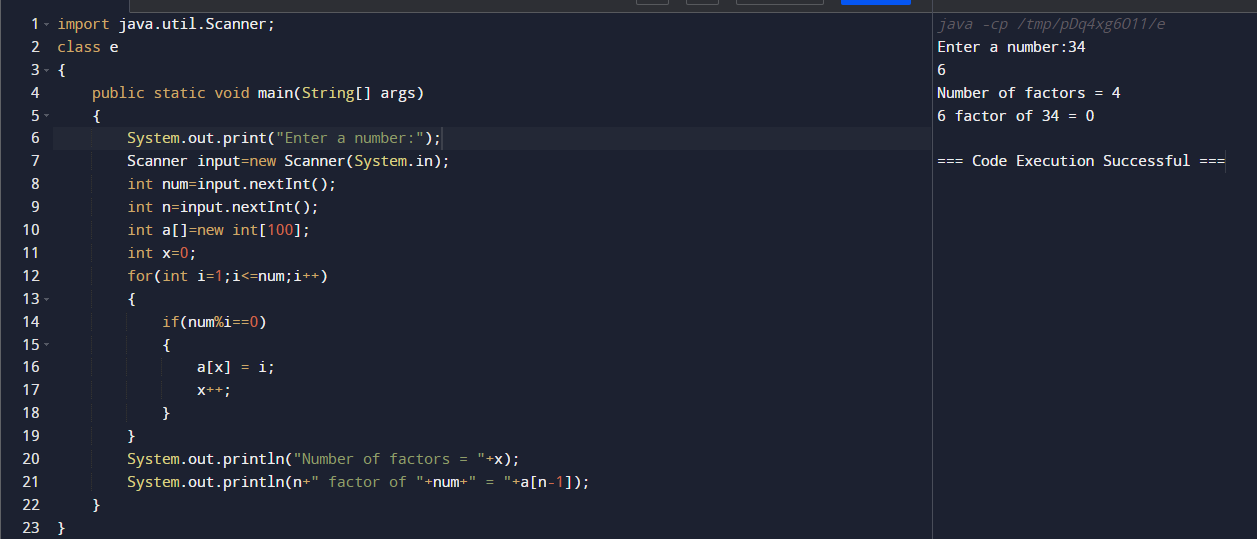 1 import java.util.Scanner;
2 class e
3 {
4 public static void main(String[] args)
5 {
6 System.out.print("Enter a number:");
7 Scanner input=new Scanner(System.in);
8 int num=input.nextInt();
9 int n=input.nextInt();
10 int a[]=new int[100];
11 int x=0;
12 for(int i=1;i<=num;i++)
13 {
14 if(num%i==0)
15 {
16 a[x] = i;
17 x++;
18 }
19 }
20 System.out.println("Number of factors = "+x);
21 System.out.println(n+" factor of "+num+" = "+a[n-1]);
22 }
23 }
java -cp /tmp/pDq4xg6O11/e
Enter a number:34
6
Number of factors = 4
6 factor of 34 = 0
=== Code Execution Successful ===